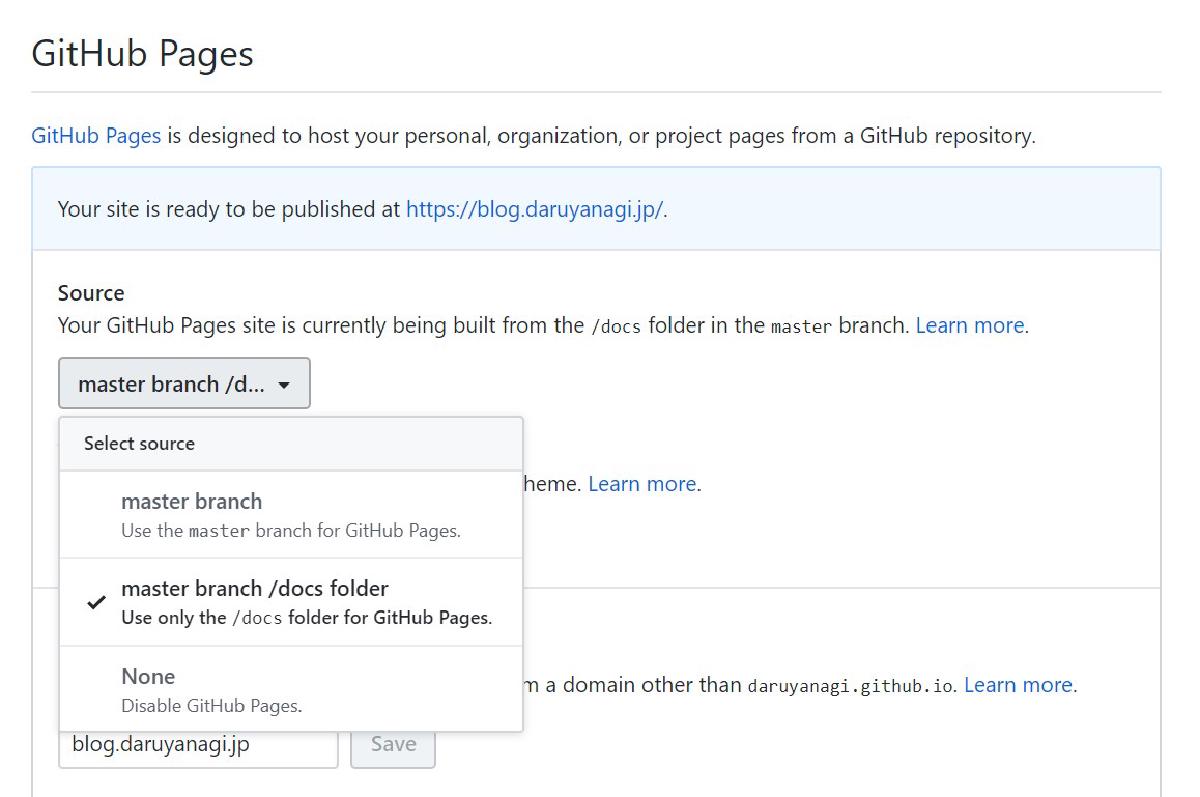 GitHub Pages
GitHub Pages is designed to host your personal, organization, or project pages from a GitHub repository.
Your site is ready to be published at https://blog.daruyanagi.jp/.
Source
Your GitHub Pages site is currently being built from the /docs folder in the master branch. Learn more.
master branch /d...
Select source
heme. Learn more.
master branch
Use the master branch for GitHub Pages.
master branch /docs folder
Use only the /docs folder for GitHub Pages.
None
m a domain other than daruyanagi.github.io. Learn more.
Disable GitHub Pages.
blog.daruyanagi.jp Save